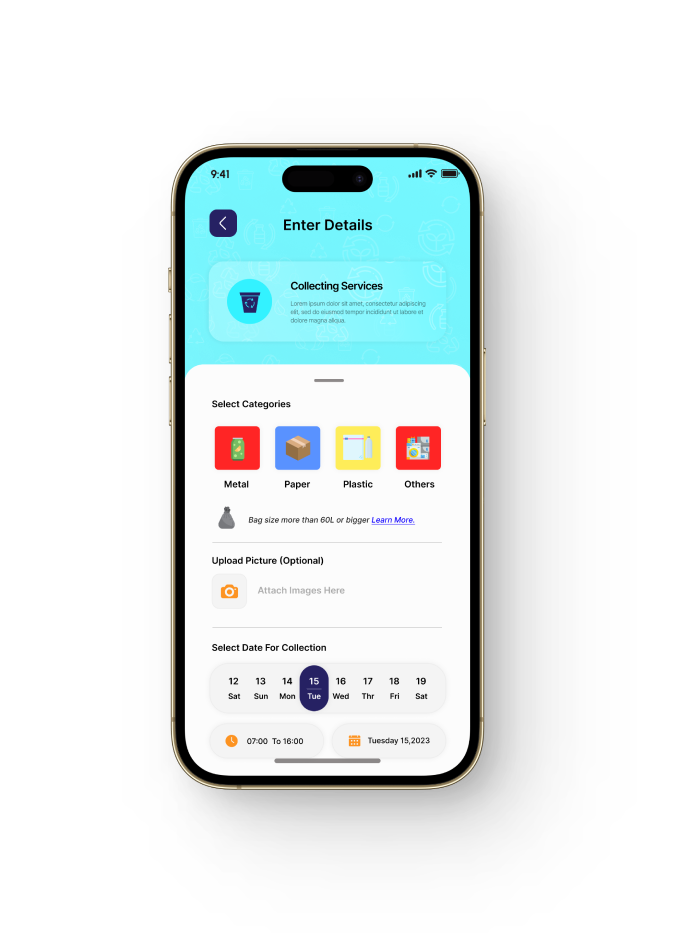 9:41
Enter Details
Collecting Services
Lorem ipsum dolor sit amet, consectetur adipiscing
elit, sed do eiusmod tempor incididunt ut labore et
dolore magna aliqua.
Select Categories
Metal Paper Plastic Others
Bag size more than 60L or bigger Learn More.
Upload Picture (Optional)
Attach Images Here
Select Date For Collection
12 13 14 15 16 17 18 19
Sat Sun Mon Tue Wed Thr Fri Sat
07:00 To 16:00 Tuesday 15,2023